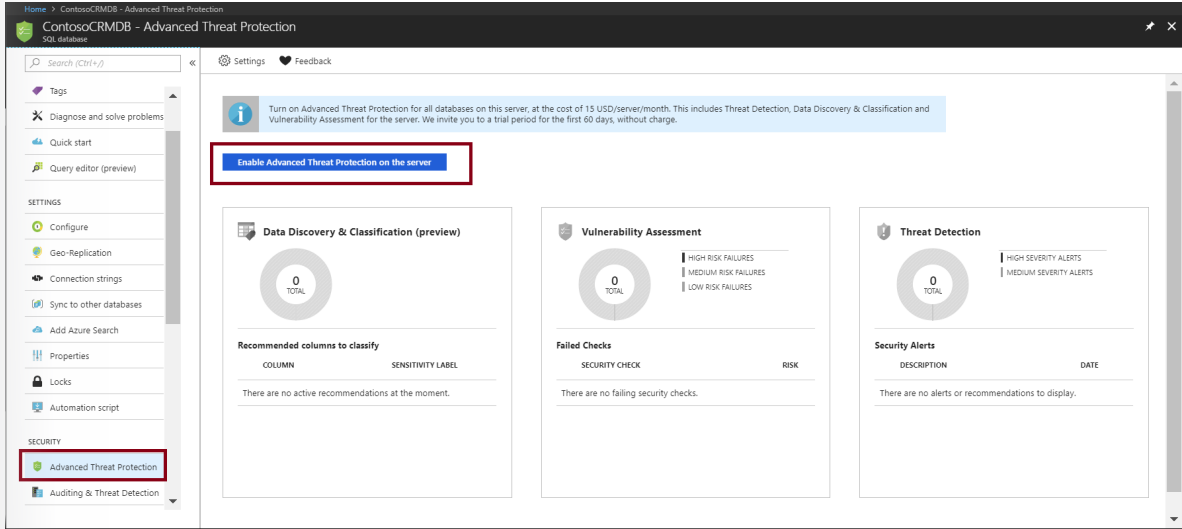 Home > ContosoCRMDB - Advanced Threat Protection
ContosoCRMDB - Advanced Threat Protection
SQL database
Search (Ctrl+/)
Tags
Diagnose and solve problems
Quick start
Query editor (preview)
SETTINGS
Configure
Geo-Replication
Connection strings
Sync to other databases
Add Azure Search
Properties
Locks
Automation script
SECURITY
Advanced Threat Protection
Auditing & Threat Detection
Settings
Feedback
Turn on Advanced Threat Protection for all databases on this server, at the cost of 15 USD/server/month. This includes Threat Detection, Data Discovery & Classification and
Vulnerability Assessment for the server. We invite you to a trial period for the first 60 days, without charge.
Enable Advanced Threat Protection on the server
Data Discovery & Classification (preview)
0
TOTAL
Recommended columns to classify
COLUMN SENSITIVITY LABEL
There are no active recommendations at the moment.
Vulnerability Assessment
0
TOTAL
HIGH RISK FAILURES
MEDIUM RISK FAILURES
LOW RISK FAILURES
Failed Checks
SECURITY CHECK RISK
There are no failing security checks.
Threat Detection
0
TOTAL
HIGH SEVERITY ALERTS
MEDIUM SEVERITY ALERTS
Security Alerts
DESCRIPTION DATE
There are no alerts or recommendations to display.